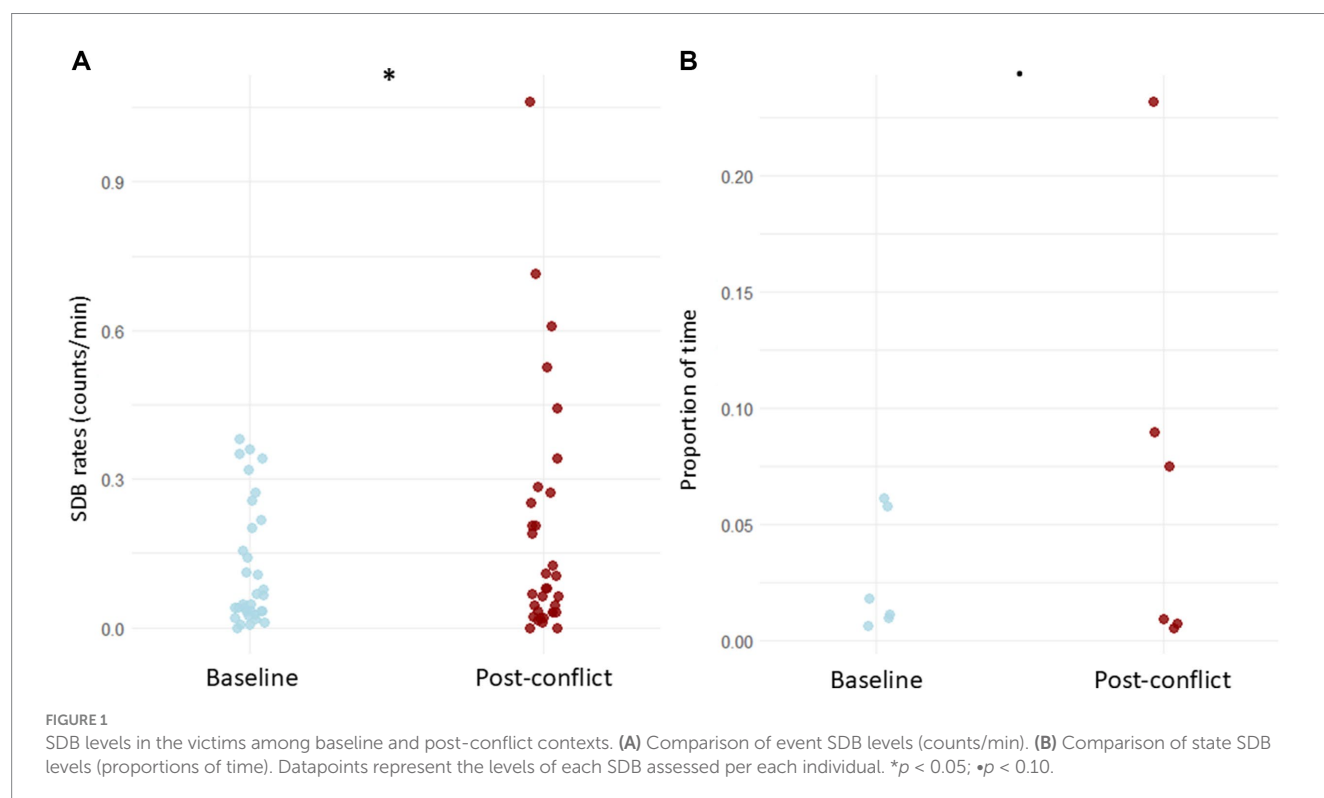 A
*
SDB rates (counts/min)
0.9
0.6
0.3
0.0
Baseline
Post-conflict
B
•
Proportion of time
0.20
0.15
0.10
0.05
0.00
Baseline
Post-conflict
FIGURE 1
SDB levels in the victims among baseline and post-conflict contexts. (A) Comparison of event SDB levels (counts/min). (B) Comparison of state SDB
levels (proportions of time). Datapoints represent the levels of each SDB assessed per each individual. *p < 0.05; •p < 0.10.